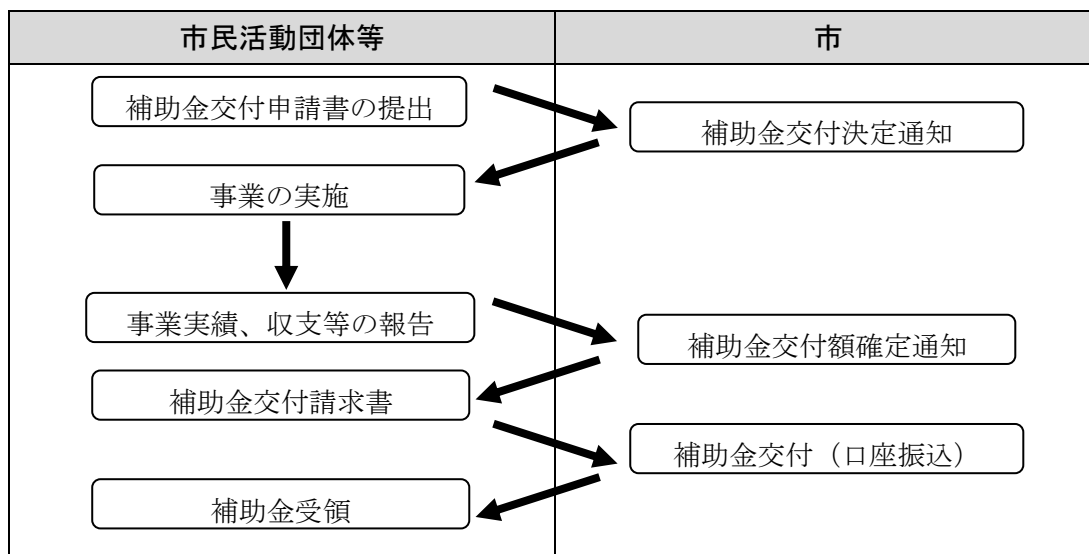 市民活動団体等
市
補助金交付申請書の提出
補助金交付決定通知
事業の実施
事業実績、収支等の報告
補助金交付額確定通知
補助金交付請求書
補助金交付（口座振込）
補助金受領